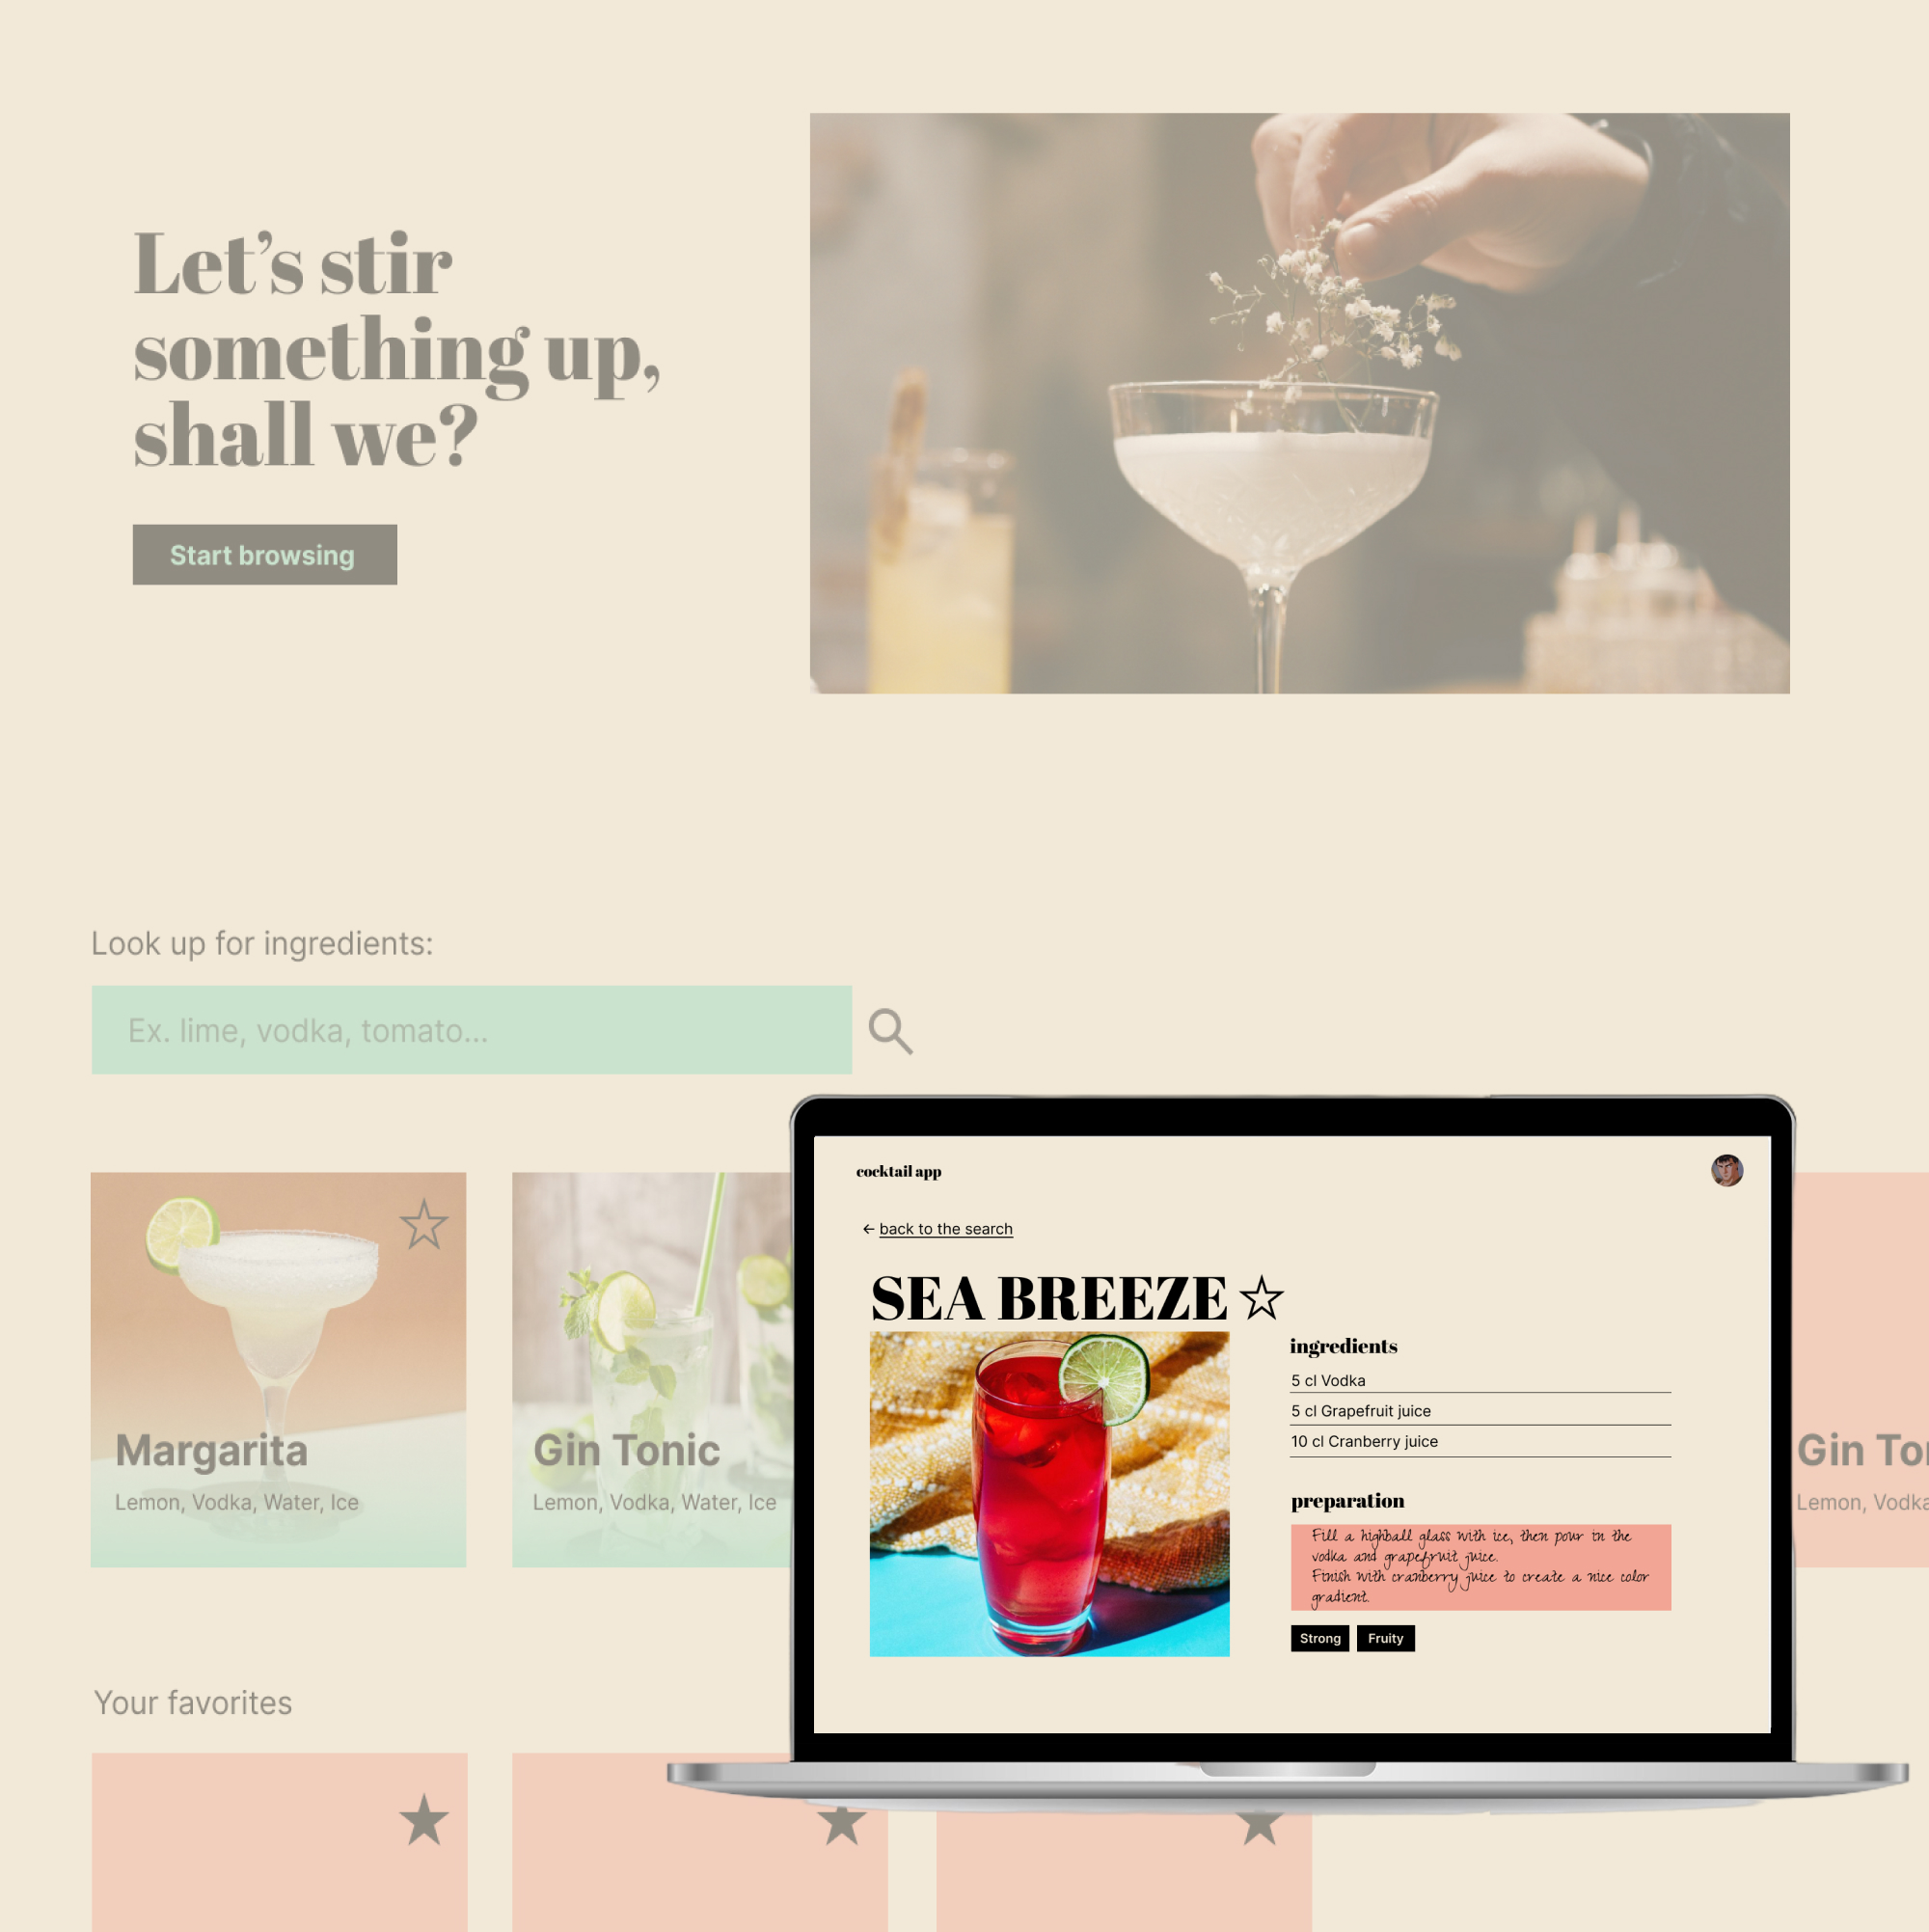 Let’s stir
something up,
shall we?
Start browsing
Look up for ingredients:
Ex. lime, vodka, tomato...
Margarita
Lemon, Vodka, Water, Ice
Gin Tonic
Lemon, Vodka, Water, Ice
Gin To
Lemon, Vodka
Your favorites
cocktail app
← back to the search
SEA BREEZE
ingredients
5 cl Vodka
5 cl Grapefruit juice
10 cl Cranberry juice
preparation
Fill a highball glass with ice, then pour in the
vodka and grapefruit juice.
Finish with cranberry juice to create a nice color
gradient.
Strong
Fruity